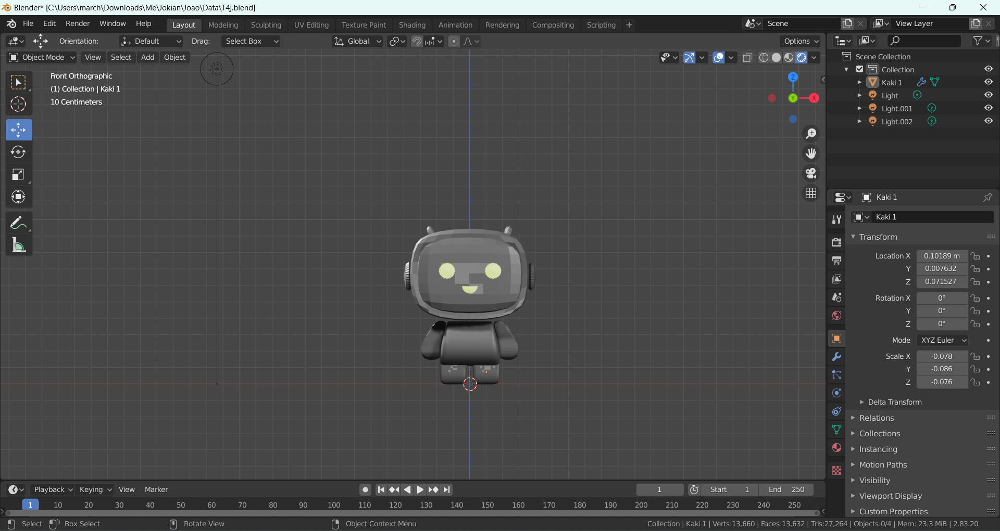 Blender* [C:\Users\march\Downloads\Me\Jokian\Joao\Data\T4j.blend]
File Edit Render Window Help Layout Modeling Sculpting UV Editing Texture Paint Shading Animation Rendering Compositing Scripting + Scene View Layer
Orientation: Default Drag: Select Box Global Options
Object Mode View Select Add Object
Front Orthographic
(1) Collection | Kaki 1
10 Centimeters
Z
Y
X
Scene Collection
Collection
Kaki 1
Light
Light.001
Light.002
Kaki 1
Kaki 1
Transform
Location X 0.10189 m
Y 0.007632
Z 0.071527
Rotation X 0°
Y 0°
Z 0°
Mode XYZ Euler
Scale X -0.078
Y -0.086
Z -0.076
Delta Transform
Relations
Collections
Instancing
Motion Paths
Visibility
Viewport Display
Custom Properties
Playback Keying View Marker 1 Start 1 End 250
1 10 20 30 40 50 60 70 80 90 100 110 120 130 140 150 160 170 180 190 200 210 220 230 240 250
Select Box Select Rotate View Object Context Menu Collection | Kaki 1 | Verts:13,660 | Faces:13,632 | Tris:27,264 | Objects:0/4 | Mem: 23.3 MiB | 2.83.20